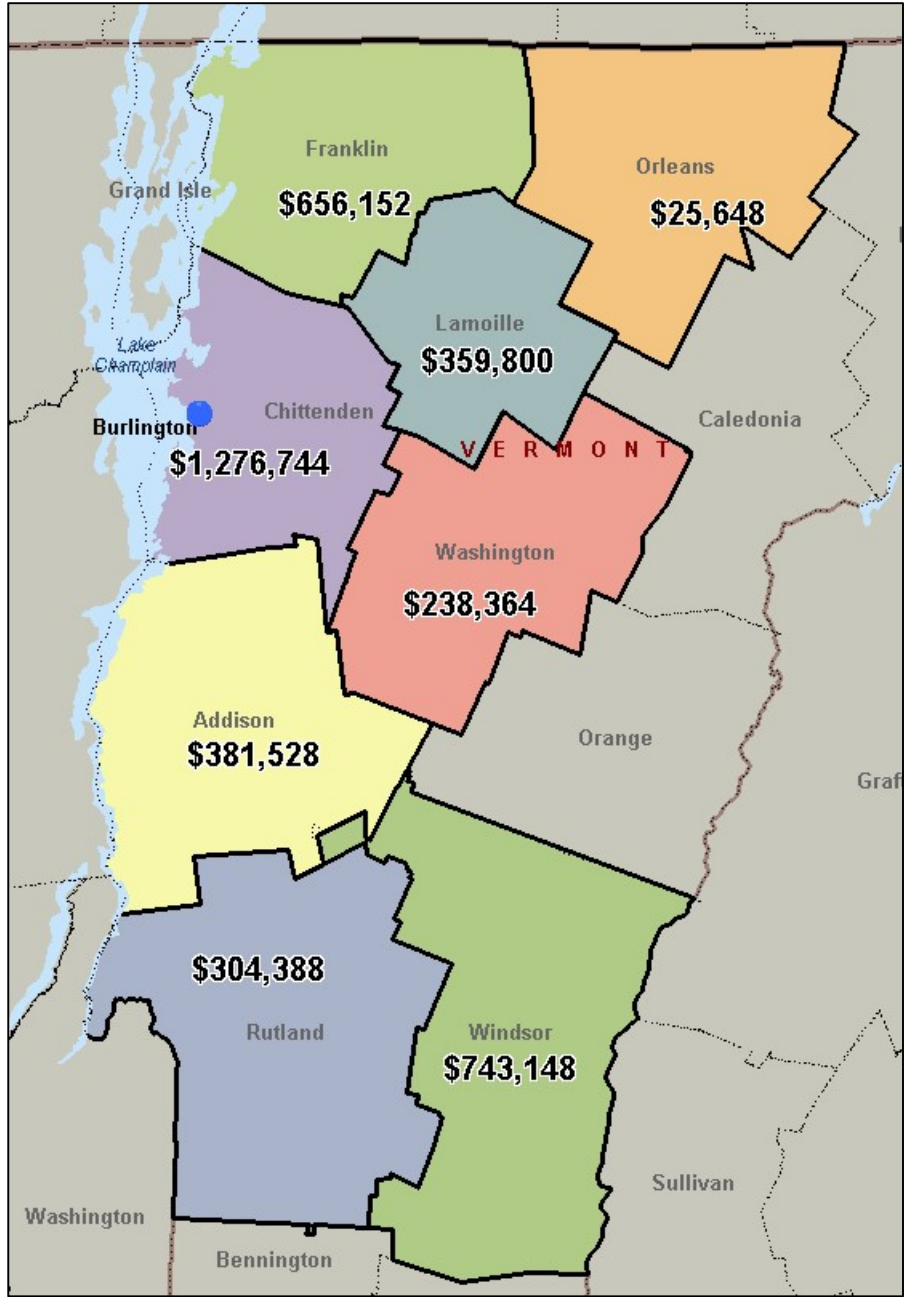 Franklin
$656,152
Orleans
$25,648
Grand Isle
Lamoille
$359,800
Lake
Champlain
Chittenden
Burlington
$1,276,744
Caledonia
VERMONT
Washington
$238,364
Addison
$381,528
Orange
Graf
$304,388
Rutland
Windsor
$743,148
Sullivan
Washington
Bennington